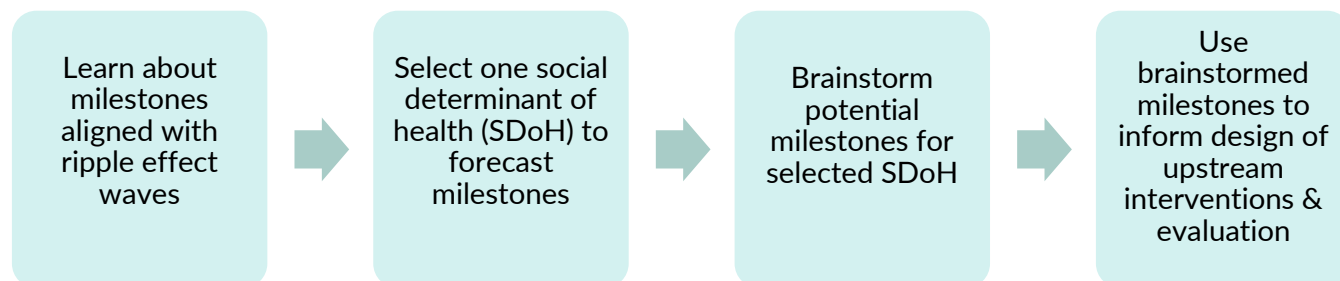 Learn about
milestones
aligned with
ripple effect
waves
Select one social
determinant of
health (SDoH) to
forecast
milestones
Brainstorm
potential
milestones for
selected SDoH
Use
brainstormed
milestones to
inform design of
upstream
interventions &
evaluation